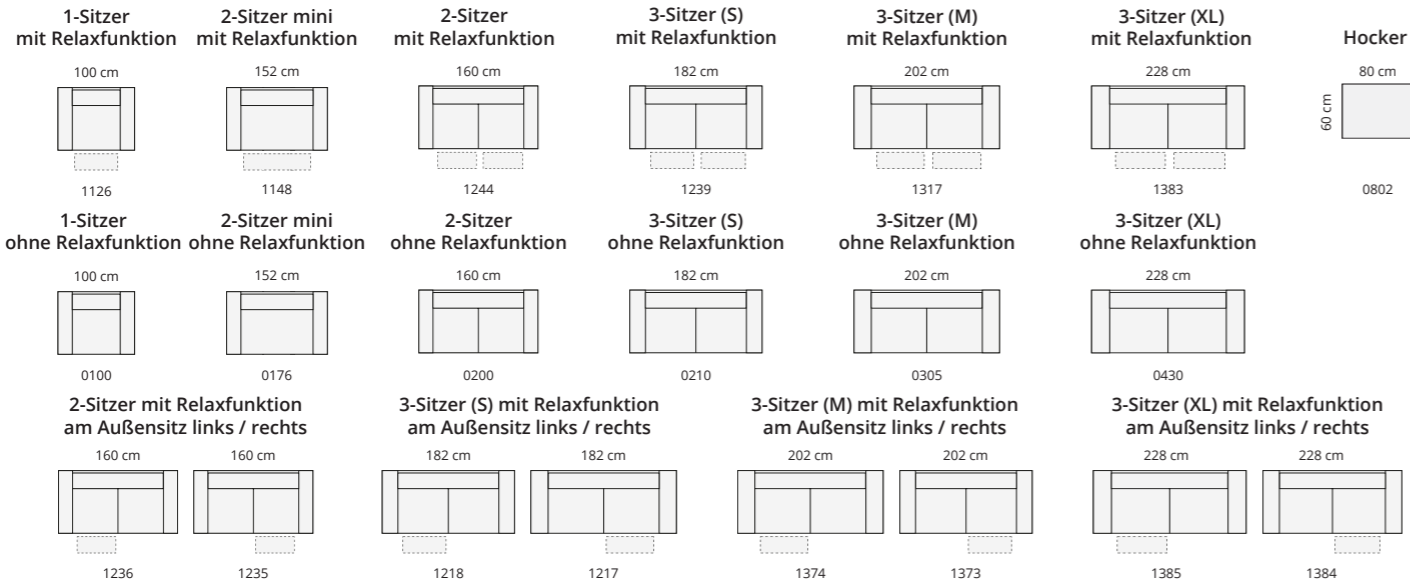 1-Sitzer
mit Relaxfunktion
2-Sitzer mini
mit Relaxfunktion
2-Sitzer
mit Relaxfunktion
3-Sitzer (S)
mit Relaxfunktion
3-Sitzer (M)
mit Relaxfunktion
3-Sitzer (XL)
mit Relaxfunktion
Hocker
100 cm
152 cm
160 cm
182 cm
202 cm
228 cm
80 cm
60 cm
1126
1148
1244
1239
1317
1383
0802
1-Sitzer
ohne Relaxfunktion
2-Sitzer mini
ohne Relaxfunktion
2-Sitzer
ohne Relaxfunktion
3-Sitzer (S)
ohne Relaxfunktion
3-Sitzer (M)
ohne Relaxfunktion
3-Sitzer (XL)
ohne Relaxfunktion
100 cm
152 cm
160 cm
182 cm
202 cm
228 cm
0100
0176
0200
0210
0305
0430
2-Sitzer mit Relaxfunktion
am Außensitz links / rechts
3-Sitzer (S) mit Relaxfunktion
am Außensitz links / rechts
3-Sitzer (M) mit Relaxfunktion
am Außensitz links / rechts
3-Sitzer (XL) mit Relaxfunktion
am Außensitz links / rechts
160 cm
160 cm
182 cm
182 cm
202 cm
202 cm
228 cm
228 cm
1236
1235
1218
1217
1374
1373
1385
1384